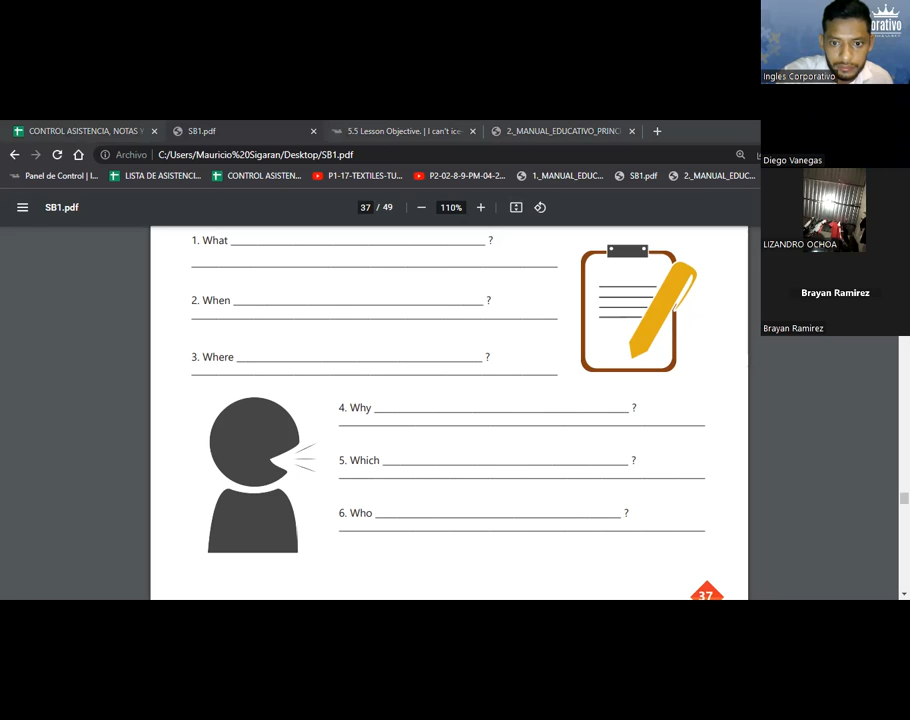 orativo
Ingles Corporativo
CONTROL ASISTENCIA, NOTAS Y
SB1.pdf
5.5 Lesson Objective. | I can't ice-
2._MANUAL_EDUCATIVO_PRINC
Archivo
C:/Users/Mauricio%20Sigaran/Desktop/SB1.pdf
Diego Vanegas
Panel de Control | I...
LISTA DE ASISTENCI...
CONTROL ASISTEN...
P1-17-TEXTILES-TU...
P2-02-8-9-PM-04-2...
1._MANUAL_EDUC...
SB1.pdf
2._MANUAL_EDUC...
SB1.pdf
37 / 49
110%
LIZANDRO OCHOA
Brayan Ramirez
Brayan Ramirez
1. What ?
2. When ?
3. Where ?
4. Why ?
5. Which ?
6. Who ?
37